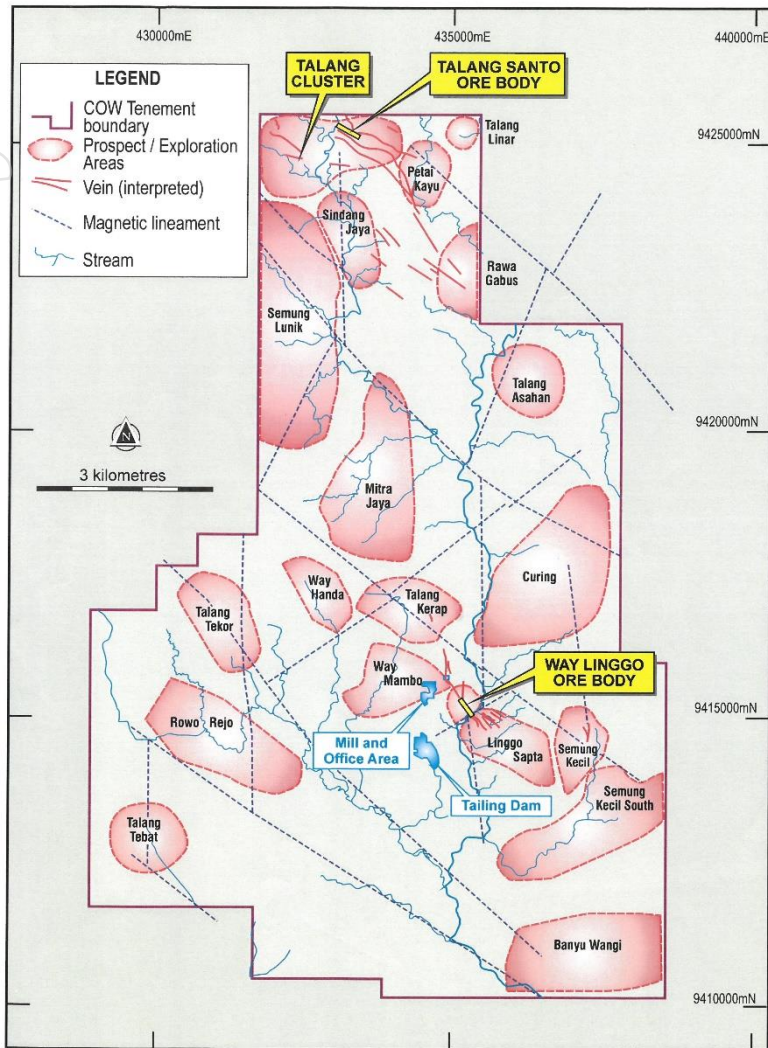 430000mE
435000mE
440000mE
LEGEND
COW Tenement
boundary
Prospect / Exploration
Areas
Vein (interpreted)
Magnetic lineament
Stream
TALANG
CLUSTER
TALANG SANTO
ORE BODY
Talang
Linar
9425000mN
Petai
Kayu
Sindang
Jaya
Rawa
Gabus
Semung
Lunik
Talang
Asahan
N
9420000mN
3 kilometres
Mitra
Jaya
Curing
Way
Handa
Talang
Kerap
Talang
Tekor
Way
Mambo
WAY LINGGO
ORE BODY
9415000mN
Rowo Rejo
Mill and
Office Area
Linggo
Sapta
Semung
Kecil
Tailing Dam
Semung
Kecil South
Talang
Tebat
Banyu Wangi
9410000mN
430000mE
435000mE